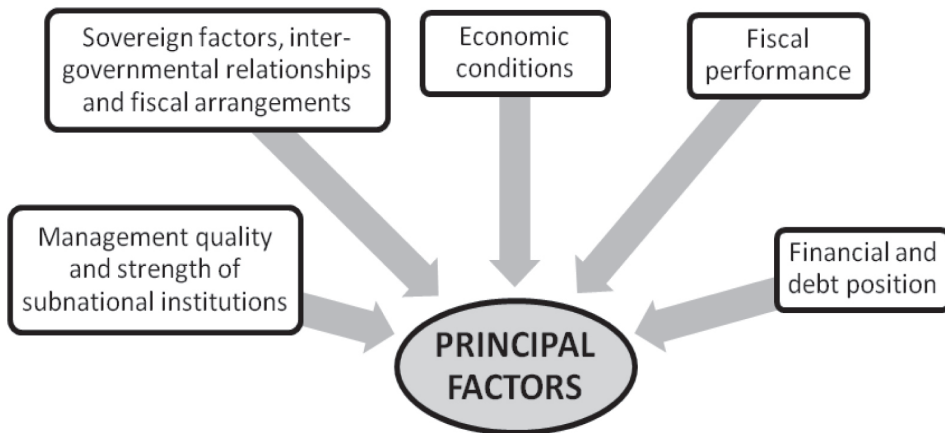 Sovereign factors, inter-
governmental relationships
and fiscal arrangements
Economic
conditions
Fiscal
performance
Management quality
and strength of
subnational institutions
Financial and
debt position
PRINCIPAL
FACTORS